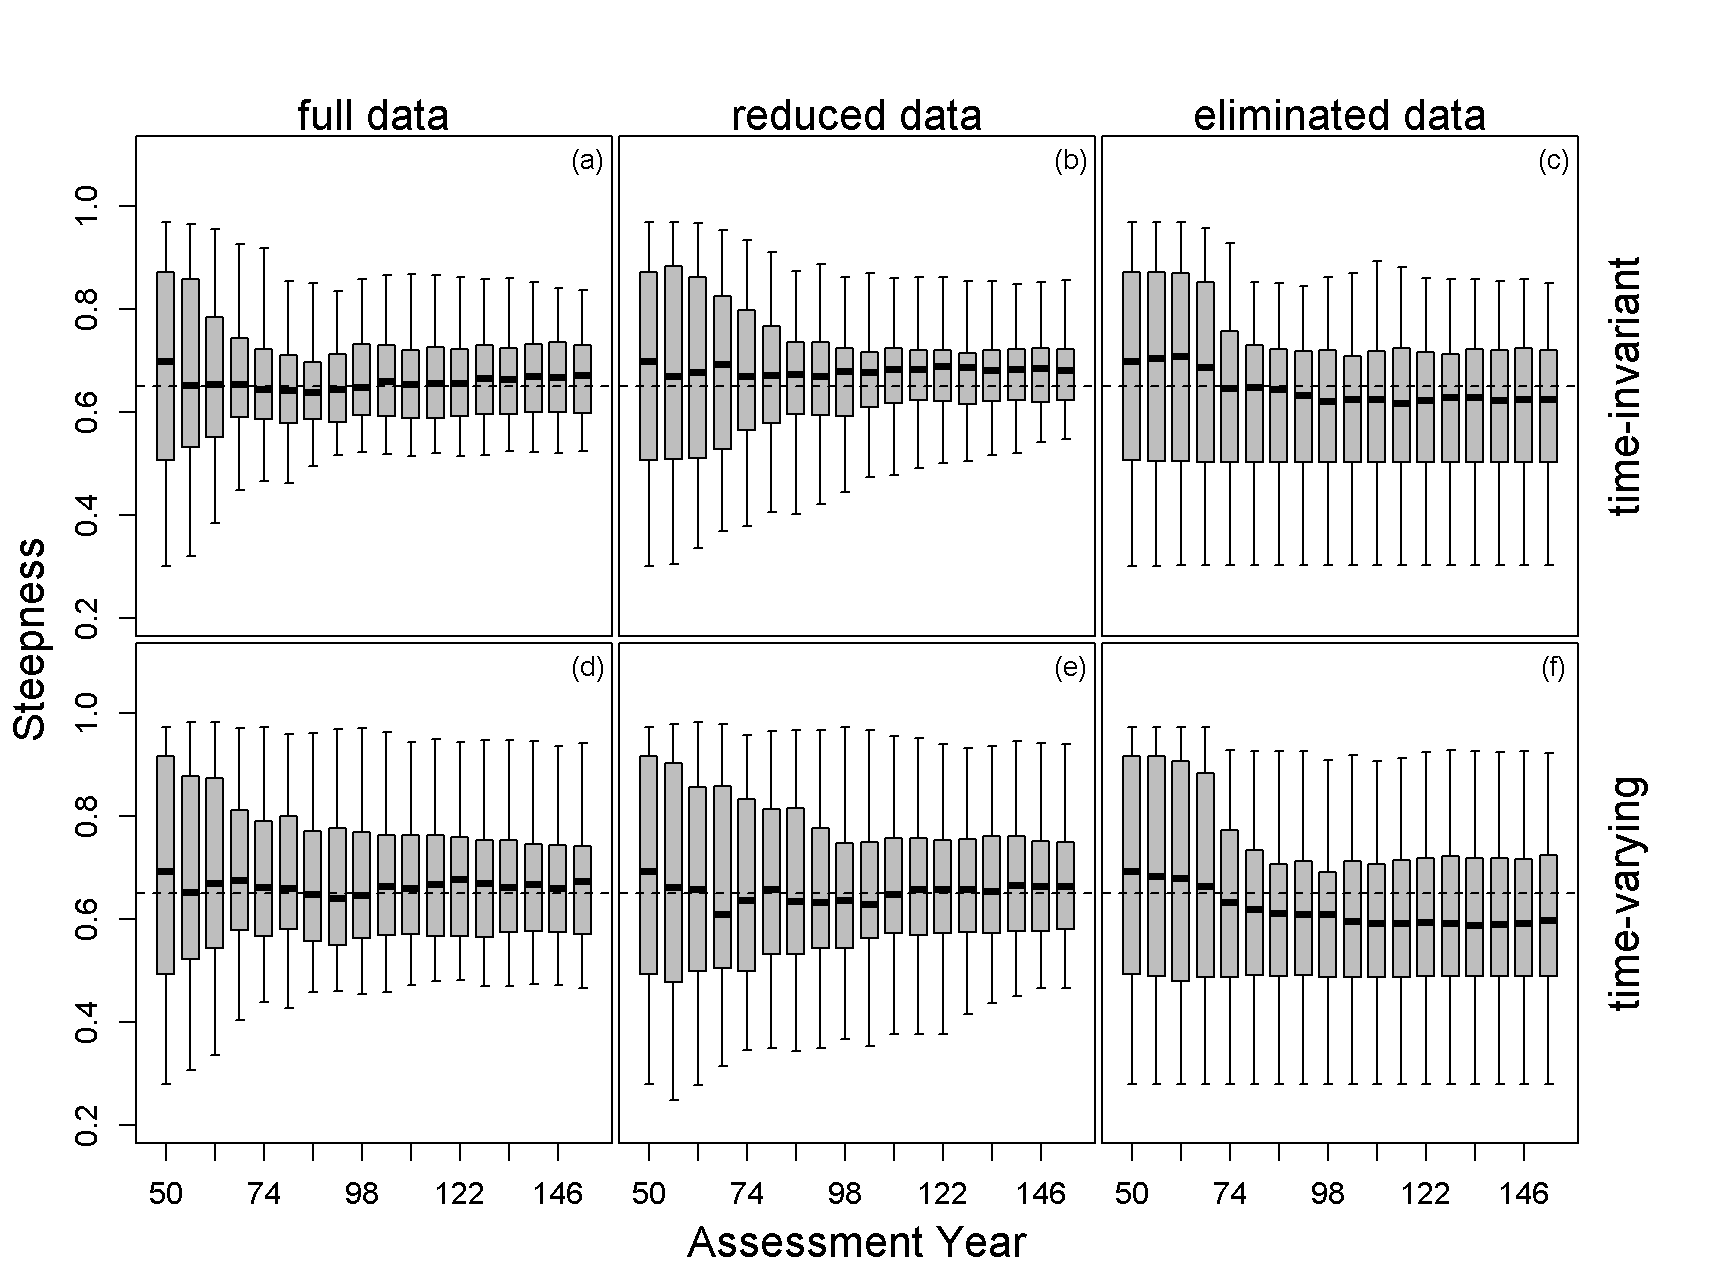 full data
reduced data
eliminated data
(a)
(b)
(c)
1.0
0.8
0.6
0.4
0.2
time-invariant
Steepness
(d)
(e)
(f)
1.0
0.8
0.6
0.4
0.2
time-varying
50 74 98 122 146
50 74 98 122 146
50 74 98 122 146
Assessment Year